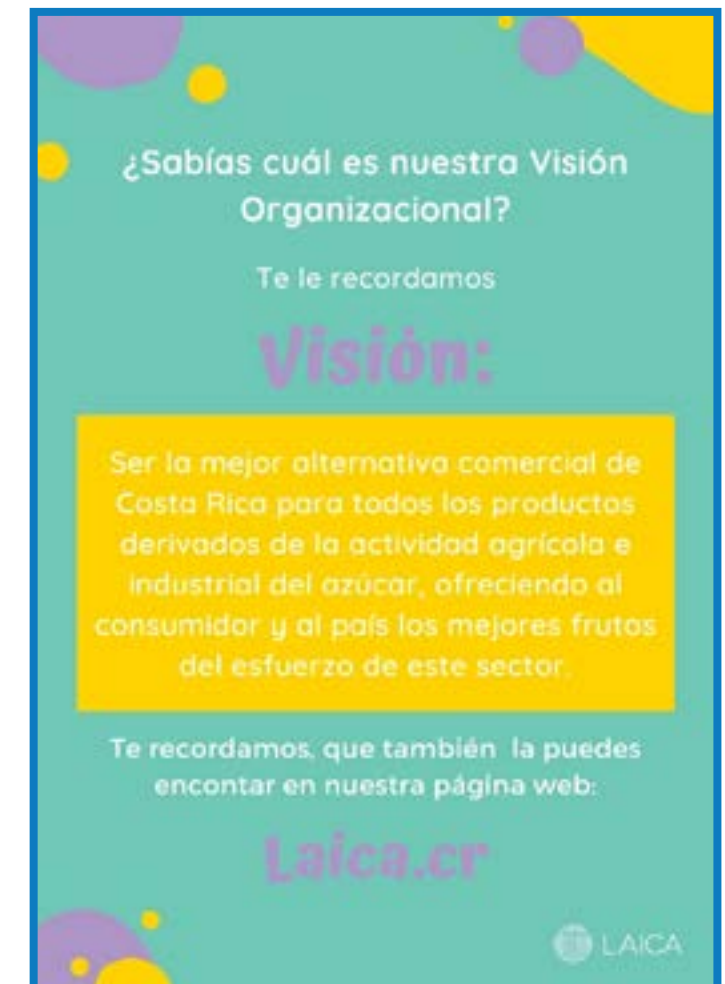 ¿Sabías cuál es nuestra Visión
Organizacional?
Te le recordamos
Visión:
Ser la mejor alternativa comercial de
Costa Rica para todos los productos
derivados de la actividad agrícola e
industrial del azúcar, ofreciendo al
consumidor y al país los mejores frutos
del esfuerzo de este sector.
Te recordamos, que también la puedes
encontar en nuestra página web:
Laica.cr
LAICA